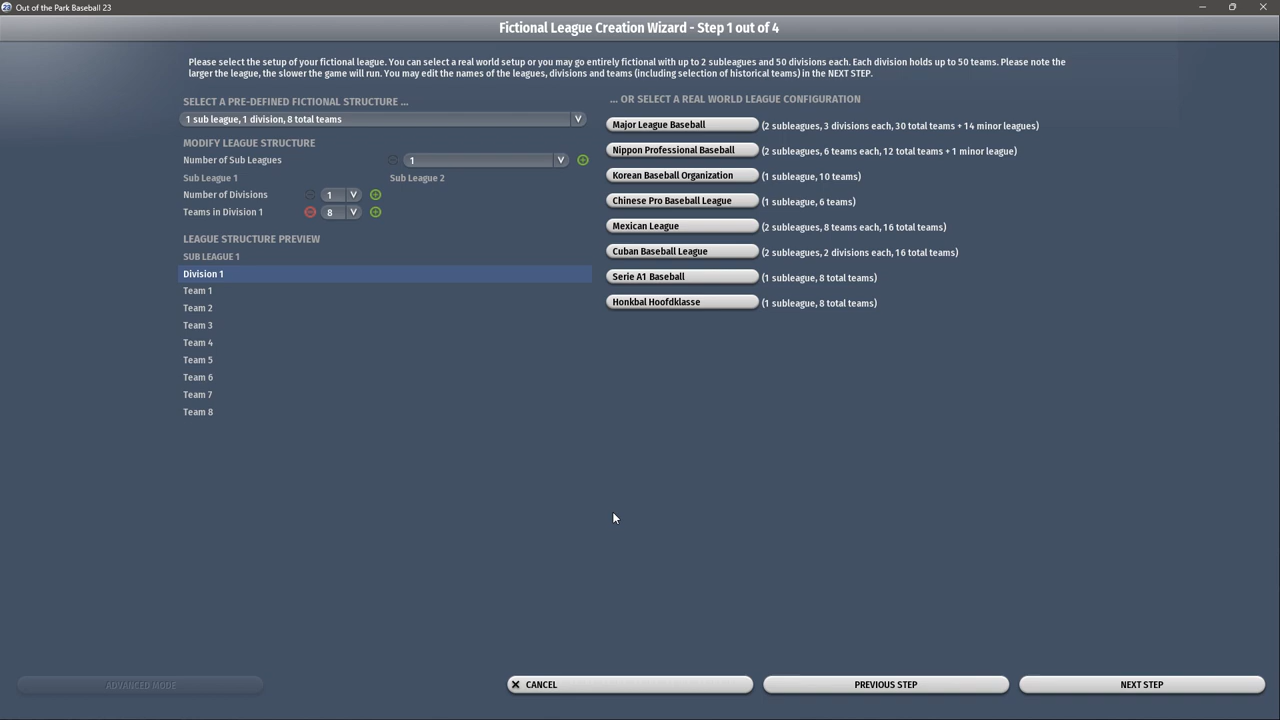 Out of the Park Baseball 23
Fictional League Creation Wizard - Step 1 out of 4
Please select the setup of your fictional league. You can select a real world setup or you may go entirely fictional with up to 2 subleagues and 50 divisions each. Each division holds up to 50 teams. Please note the
larger the league, the slower the game will run. You may edit the names of the leagues, divisions and teams (including selection of historical teams) in the NEXT STEP.
SELECT A PRE-DEFINED FICTIONAL STRUCTURE ...
1 sub league, 1 division, 8 total teams V
MODIFY LEAGUE STRUCTURE
Number of Sub Leagues 1 V
Sub League 1 Sub League 2
Number of Divisions 1 V
Teams in Division 1 8 V
LEAGUE STRUCTURE PREVIEW
SUB LEAGUE 1
Division 1
Team 1
Team 2
Team 3
Team 4
Team 5
Team 6
Team 7
Team 8
... OR SELECT A REAL WORLD LEAGUE CONFIGURATION
Major League Baseball (2 subleagues, 3 divisions each, 30 total teams + 14 minor leagues)
Nippon Professional Baseball (2 subleagues, 6 teams each, 12 total teams + 1 minor league)
Korean Baseball Organization (1 subleague, 10 teams)
Chinese Pro Baseball League (1 subleague, 6 teams)
Mexican League (2 subleagues, 8 teams each, 16 total teams)
Cuban Baseball League (2 subleagues, 2 divisions each, 16 total teams)
Serie A1 Baseball (1 subleague, 8 total teams)
Honkbal Hoofdklasse (1 subleague, 8 total teams)
ADVANCED MODE
CANCEL
PREVIOUS STEP
NEXT STEP